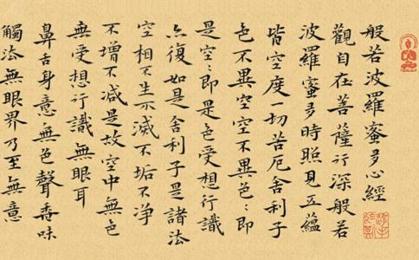 般若波羅蜜多心經
觀自在菩薩行深般若
波羅蜜多時照見五蘊
皆空度一切苦厄舍利子
色不異空空不異色〻即
是空〻即是色受想行識
亦復如是舍利子是諸法
空相不生滅不垢不净
不增不減是故空中無色
無受想行識無眼耳
鼻舌身意無色聲香味
觸法無眼界乃至無意